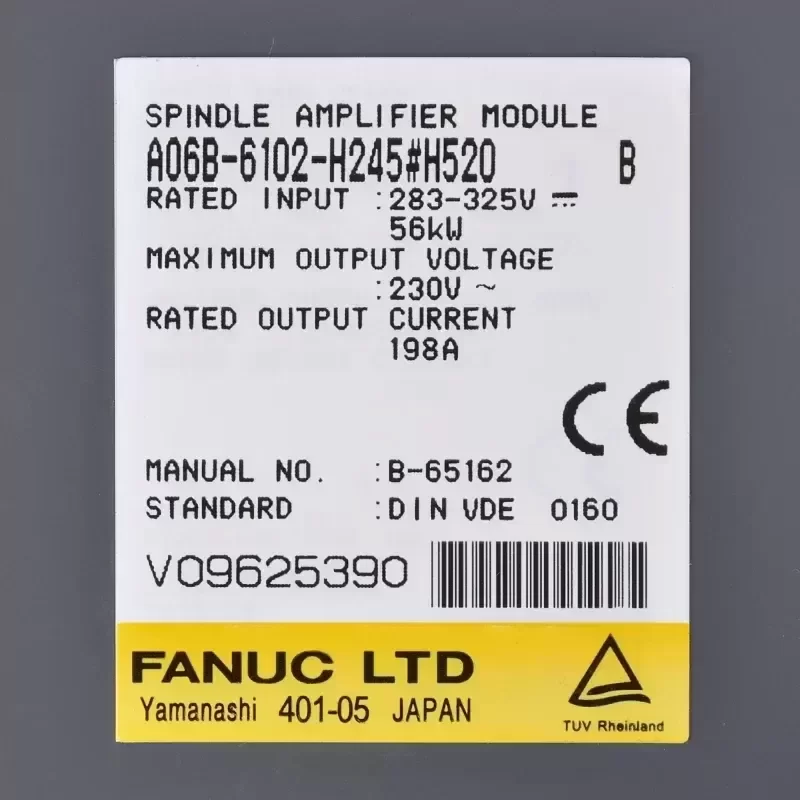 SPINDLE AMPLIFIER MODULE
A06B-6102-H245#H520 B
RATED INPUT :283-325V ⎓
56kW
MAXIMUM OUTPUT VOLTAGE
:230V ~
RATED OUTPUT CURRENT
198A
CE
MANUAL NO. :B-65162
STANDARD :DIN VDE 0160
V09625390
FANUC LTD
Yamanashi 401-05 JAPAN
TUV Rheinland